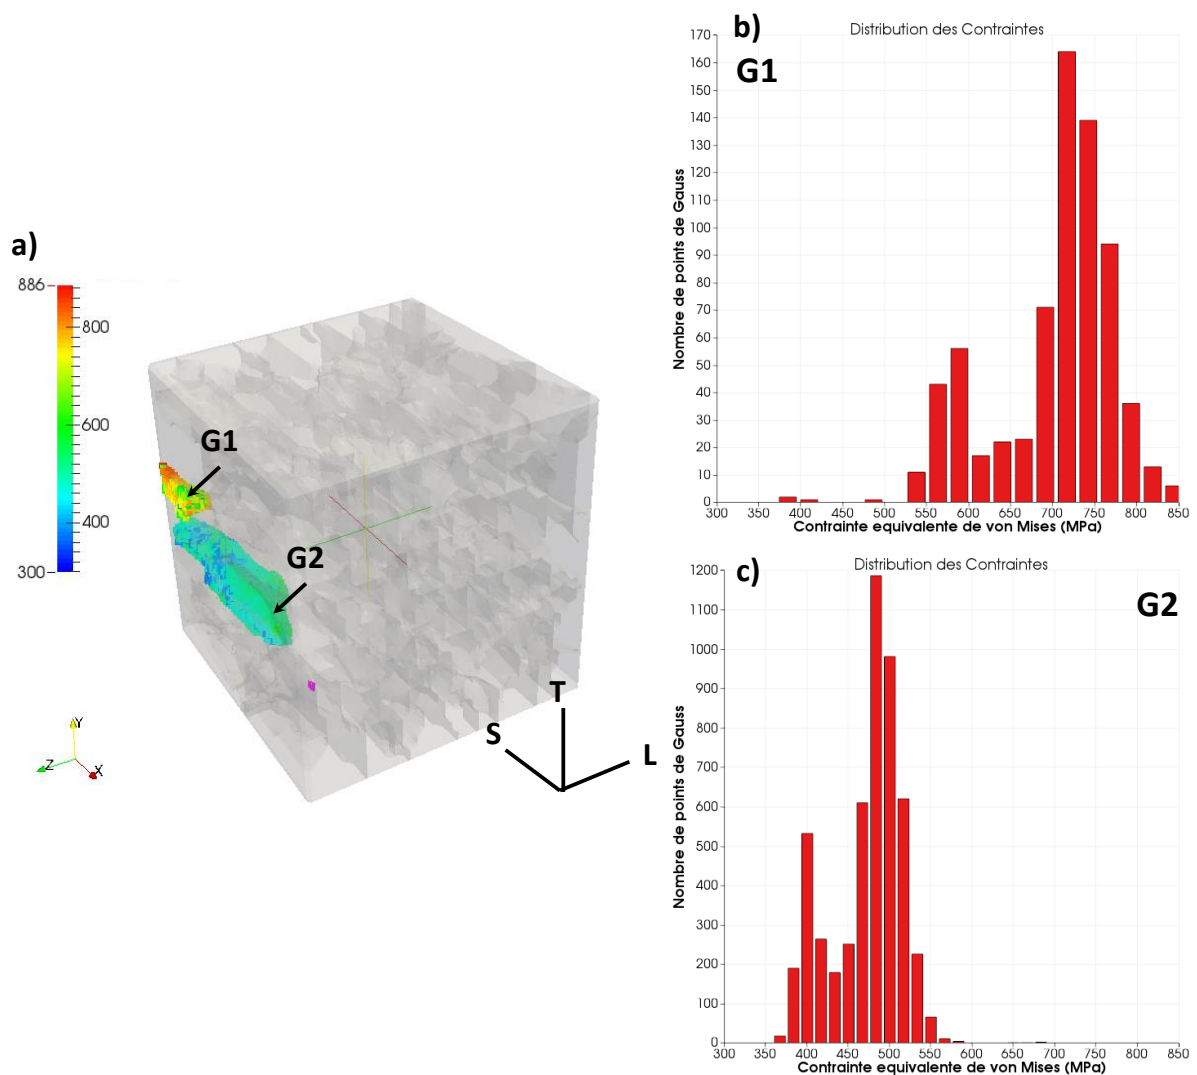 a)
886
800
600
400
300
G1
G2
Y
Z
X
T
S
L
b)
Distribution des Contraintes
G1
Nombre de points de Gauss
170
160
150
140
130
120
110
100
90
80
70
60
50
40
30
20
10
0
300 350 400 450 500 550 600 650 700 750 800 850
Contrainte equivalente de von Mises (MPa)
c)
Distribution des Contraintes
G2
Nombre de points de Gauss
1200
1100
1000
900
800
700
600
500
400
300
200
100
0
300 350 400 450 500 550 600 650 700 750 800 850
Contrainte equivalente de von Mises (MPa)